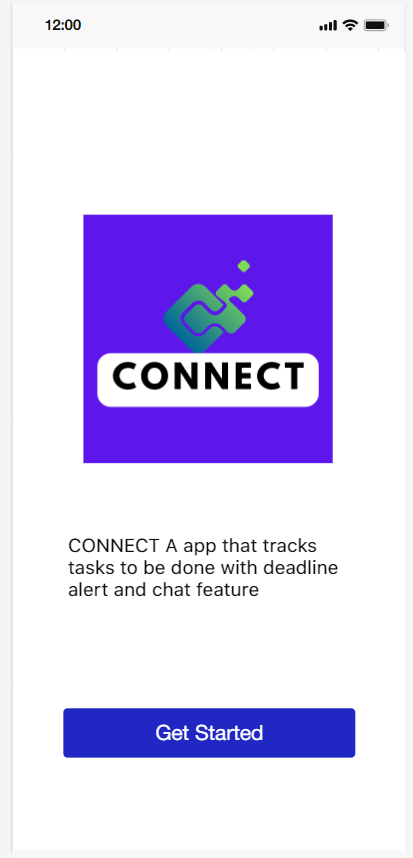 12:00
CONNECT
CONNECT A app that tracks
tasks to be done with deadline
alert and chat feature
Get Started